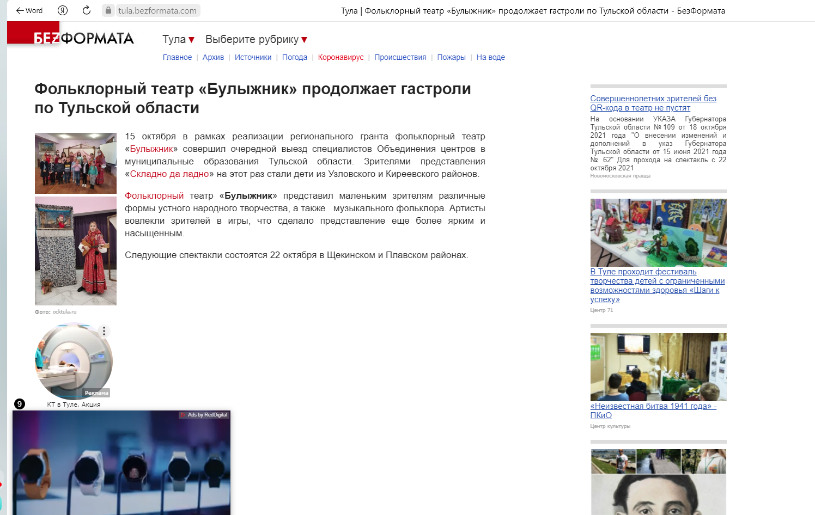 Word
tula.bezformata.com
Тула | Фольклорный театр «Булыжник» продолжает гастроли по Тульской области - БезФормата
БЕZФОРМАТА
Тула
Выберите рубрику
Главное | Архив | Источники | Погода | Коронавирус | Происшествия | Пожары | На воде
Фольклорный театр «Булыжник» продолжает гастроли
по Тульской области
15 октября в рамках реализации регионального гранта фольклорный театр
«Булыжник» совершил очередной выезд специалистов Объединения центров в
муниципальные образования Тульской области. Зрителями представления
«Складно да ладно» на этот раз стали дети из Узловского и Киреевского районов.
Фольклорный театр «Булыжник» представил маленьким зрителям различные
формы устного народного творчества, а также музыкального фольклора. Артисты
вовлекли зрителей в игры, что сделало представление еще более ярким и
насыщенным.
Следующие спектакли состоятся 22 октября в Щекинском и Плавском районах.
Фото:
Реклама
КТ в Туле. Акция
9
Ads by RedDigital
Совершеннолетних зрителей без
QR-кода в театр не пустят
На основании УКАЗА Губернатора
Тульской области № 109 от 18 октября
2021 года "О внесении изменений и
дополнений в указ Губернатора
Тульской области от 15 июня 2021 года
№ 62" Для прохода на спектакль с 22
октября 2021
Новомосковская правда
В Туле проходит фестиваль
творчества детей с ограниченными
возможностями здоровья «Шаги к
успеху»
Центр 71
«Неизвестная битва 1941 года» -
ПКиО
Центр культуры